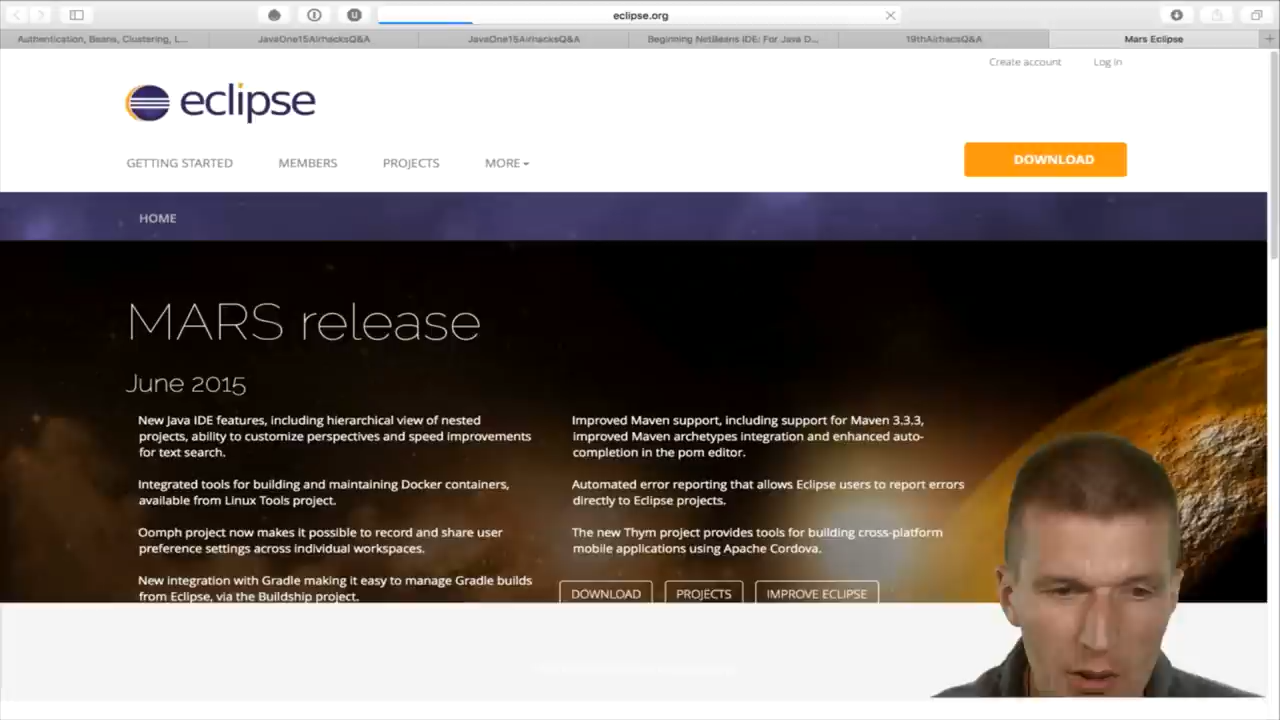 eclipse.org
Authentication, Beans, Clustering, L...
JavaOne15AirhacksQ&A
JavaOne15AirhacksQ&A
Beginning NetBeans IDE: For Java D...
19thAirhacsQ&A
Mars Eclipse
Create account
Log in
eclipse
GETTING STARTED
MEMBERS
PROJECTS
MORE
DOWNLOAD
HOME
MARS release
June 2015
New Java IDE features, including hierarchical view of nested
projects, ability to customize perspectives and speed improvements
for text search.
Integrated tools for building and maintaining Docker containers,
available from Linux Tools project.
Oomph project now makes it possible to record and share user
preference settings across individual workspaces.
New integration with Gradle making it easy to manage Gradle builds
from Eclipse, via the Buildship project.
Improved Maven support, including support for Maven 3.3.3,
improved Maven archetypes integration and enhanced auto-
completion in the pom editor.
Automated error reporting that allows Eclipse users to report errors
directly to Eclipse projects.
The new Thym project provides tools for building cross-platform
mobile applications using Apache Cordova.
DOWNLOAD
PROJECTS
IMPROVE ECLIPSE